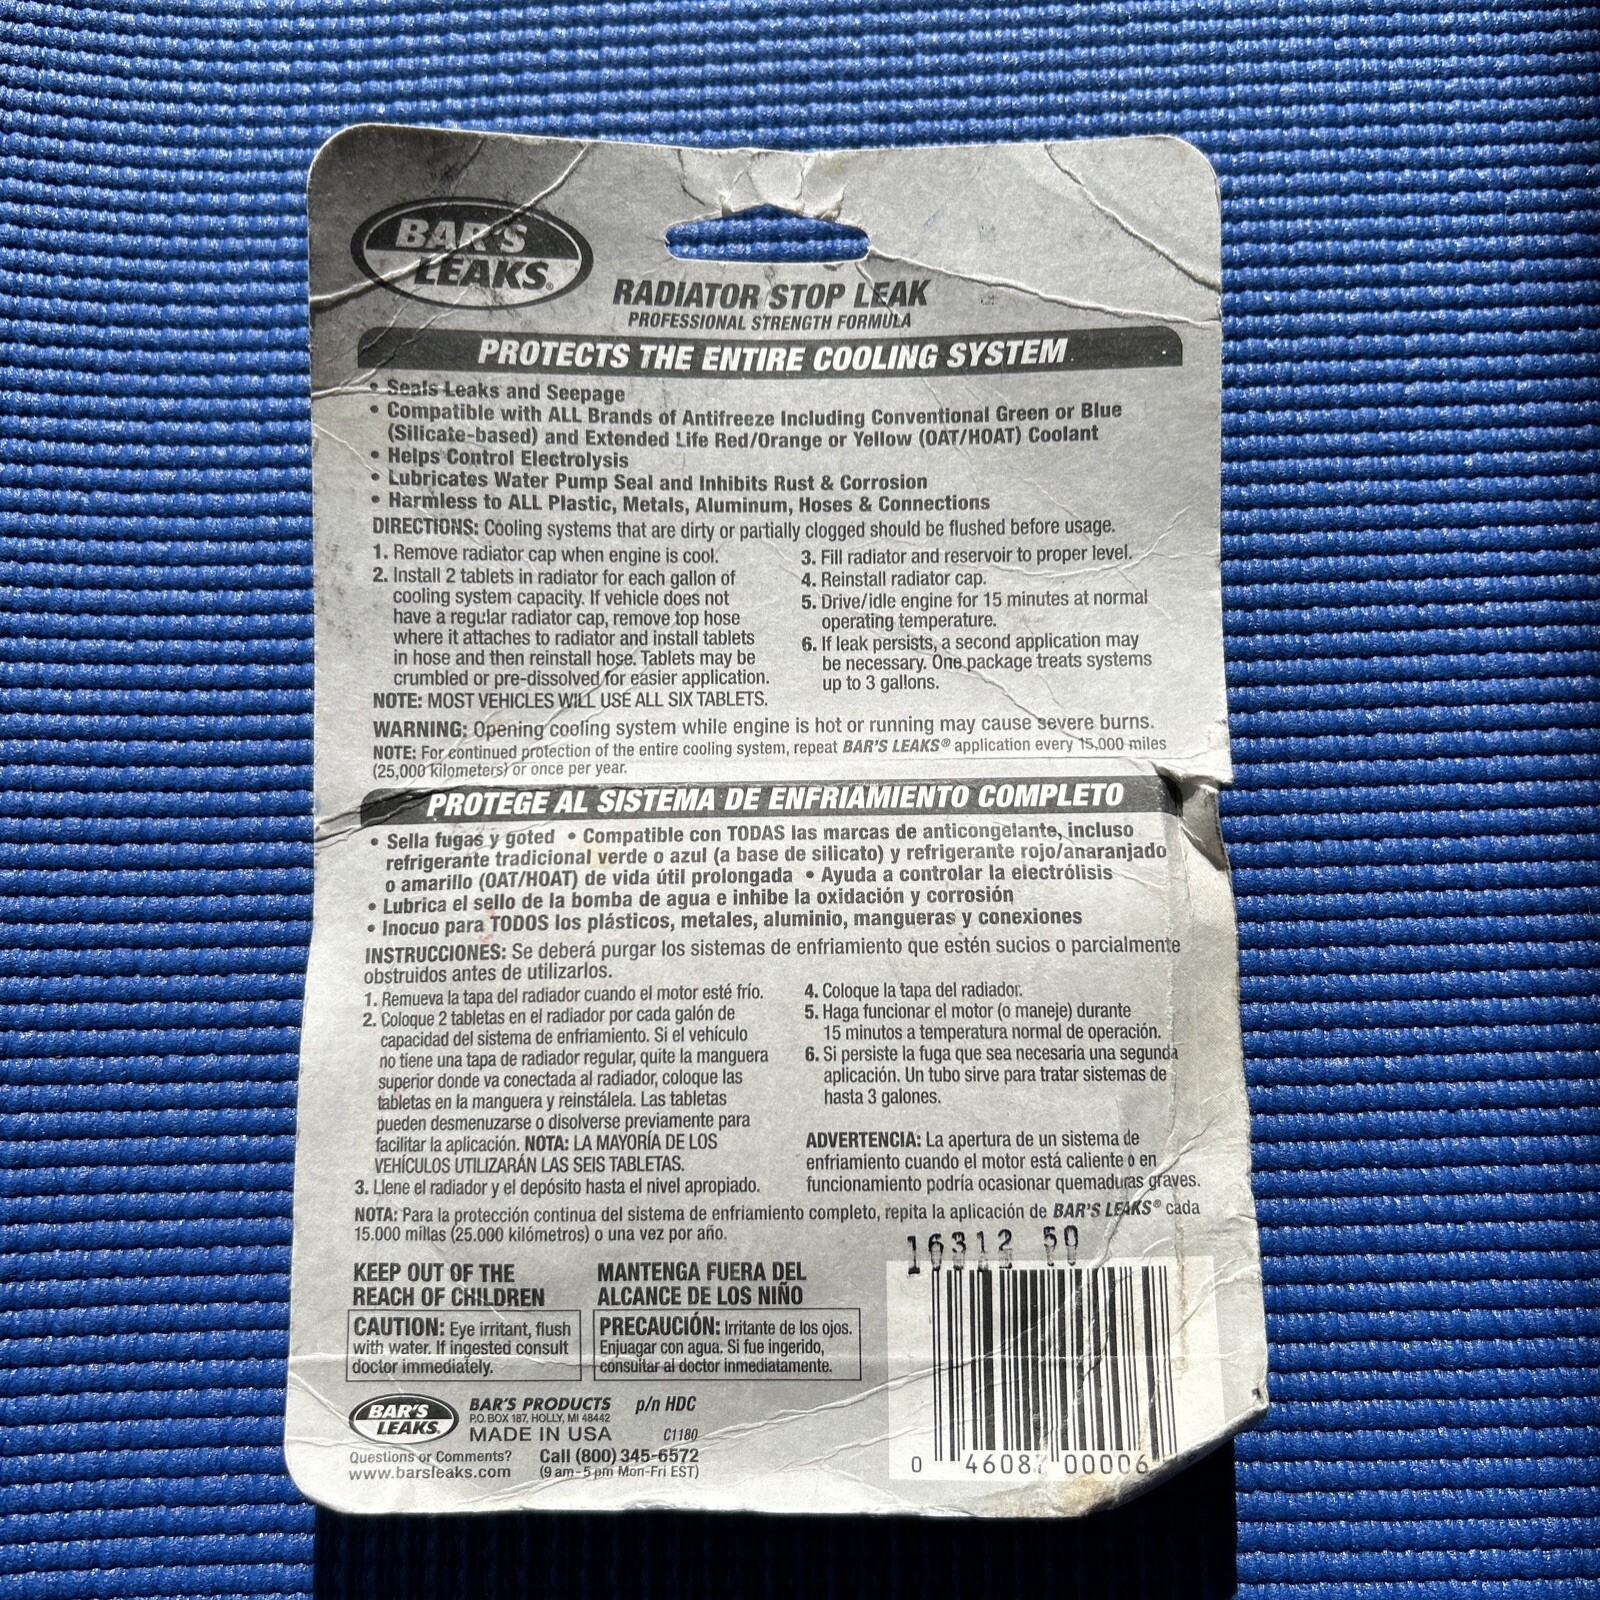 BAR'S
LEAKS®
RADIATOR STOP LEAK
PROFESSIONAL STRENGTH FORMULA
PROTECTS THE ENTIRE COOLING SYSTEM
• Seals Leaks and Seepage
• Compatible with ALL Brands of Antifreeze Including Conventional Green or Blue
(Silicate-based) and Extended Life Red/Orange or Yellow (OAT/HOAT) Coolant
• Helps Control Electrolysis
• Lubricates Water Pump Seal and Inhibits Rust & Corrosion
• Harmless to ALL Plastic, Metals, Aluminum, Hoses & Connections
DIRECTIONS: Cooling systems that are dirty or partially clogged should be flushed before usage.
1. Remove radiator cap when engine is cool.
2. Install 2 tablets in radiator for each gallon of
cooling system capacity. If vehicle does not
have a regular radiator cap, remove top hose
where it attaches to radiator and install tablets
in hose and then reinstall hose. Tablets may be
crumbled or pre-dissolved for easier application.
NOTE: MOST VEHICLES WILL USE ALL SIX TABLETS.
3. Fill radiator and reservoir to proper level.
4. Reinstall radiator cap.
5. Drive/idle engine for 15 minutes at normal
operating temperature.
6. If leak persists, a second application may
be necessary. One package treats systems
up to 3 gallons.
WARNING: Opening cooling system while engine is hot or running may cause severe burns.
NOTE: For continued protection of the entire cooling system, repeat BAR'S LEAKS® application every 15,000 miles
(25,000 kilometers) or once per year.
PROTEGE AL SISTEMA DE ENFRIAMIENTO COMPLETO
• Sella fugas y goted • Compatible con TODAS las marcas de anticongelante, incluso
refrigerante tradicional verde o azul (a base de silicato) y refrigerante rojo/anaranjado
o amarillo (OAT/HOAT) de vida útil prolongada • Ayuda a controlar la electrólisis
• Lubrica el sello de la bomba de agua e inhibe la oxidación y corrosión
• Inocuo para TODOS los plásticos, metales, aluminio, mangueras y conexiones
INSTRUCCIONES: Se deberá purgar los sistemas de enfriamiento que estén sucios o parcialmente
obstruidos antes de utilizarlos.
1. Remueva la tapa del radiador cuando el motor esté frío.
2. Coloque 2 tabletas en el radiador por cada galón de
capacidad del sistema de enfriamiento. Si el vehículo
no tiene una tapa de radiador regular, quite la manguera
superior donde va conectada al radiador, coloque las
tabletas en la manguera y reinstálela. Las tabletas
pueden desmenuzarse o disolverse previamente para
facilitar la aplicación. NOTA: LA MAYORÍA DE LOS
VEHÍCULOS UTILIZARÁN LAS SEIS TABLETAS.
3. Llene el radiador y el depósito hasta el nivel apropiado.
4. Coloque la tapa del radiador.
5. Haga funcionar el motor (o maneje) durante
15 minutos a temperatura normal de operación.
6. Si persiste la fuga que sea necesaria una segunda
aplicación. Un tubo sirve para tratar sistemas de
hasta 3 galones.
ADVERTENCIA: La apertura de un sistema de
enfriamiento cuando el motor está caliente o en
funcionamiento podría ocasionar quemaduras graves.
NOTA: Para la protección continua del sistema de enfriamiento completo, repita la aplicación de BAR'S LEAKS® cada
15.000 millas (25.000 kilómetros) o una vez por año.
16312 50
KEEP OUT OF THE
REACH OF CHILDREN
CAUTION: Eye irritant, flush
with water. If ingested consult
doctor immediately.
MANTENGA FUERA DEL
ALCANCE DE LOS NIÑO
PRECAUCIÓN: Irritante de los ojos.
Enjuagar con agua. Si fue ingerido,
consultar al doctor inmediatamente.
BAR'S
LEAKS®
BAR'S PRODUCTS p/n HDC
P.O. BOX 187, HOLLY, MI 48442
MADE IN USA C1180
Questions or Comments? Call (800) 345-6572
www.barsleaks.com (9 am-5 pm Mon-Fri EST)
0 46087 00006